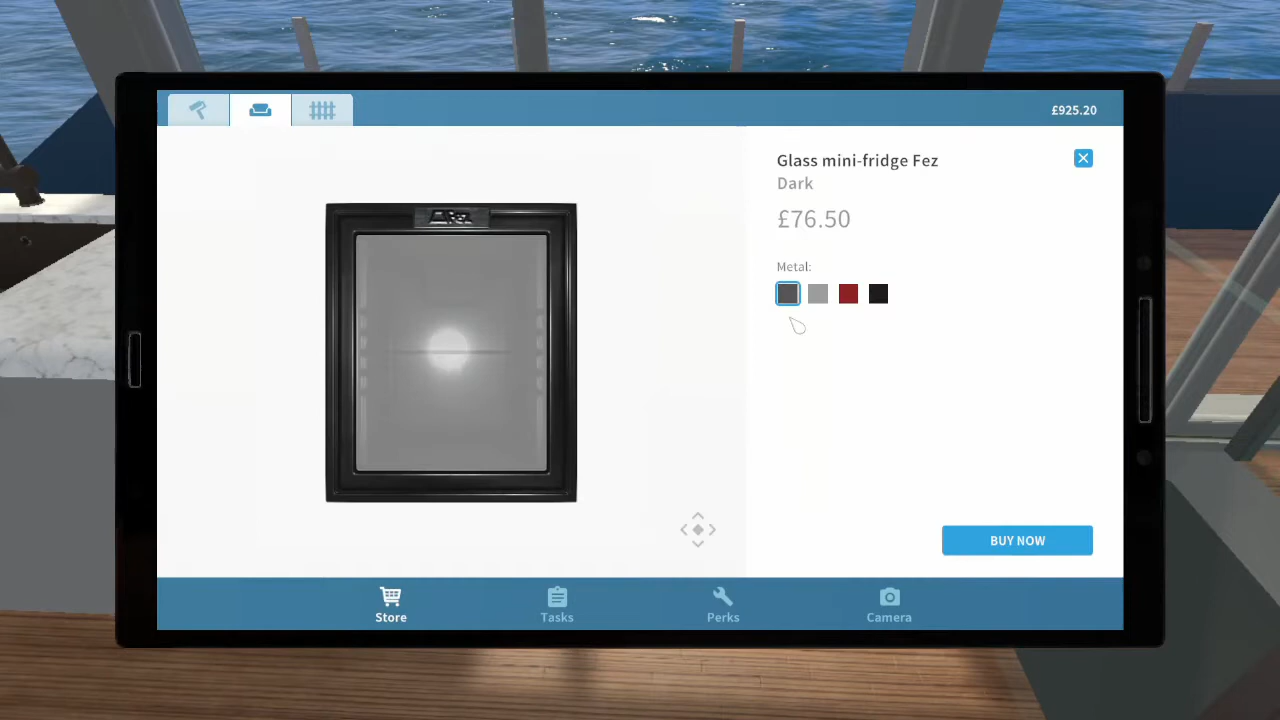 £925.20
Glass mini-fridge Fez
Dark
£76.50
Metal:
BUY NOW
Store
Tasks
Perks
Camera